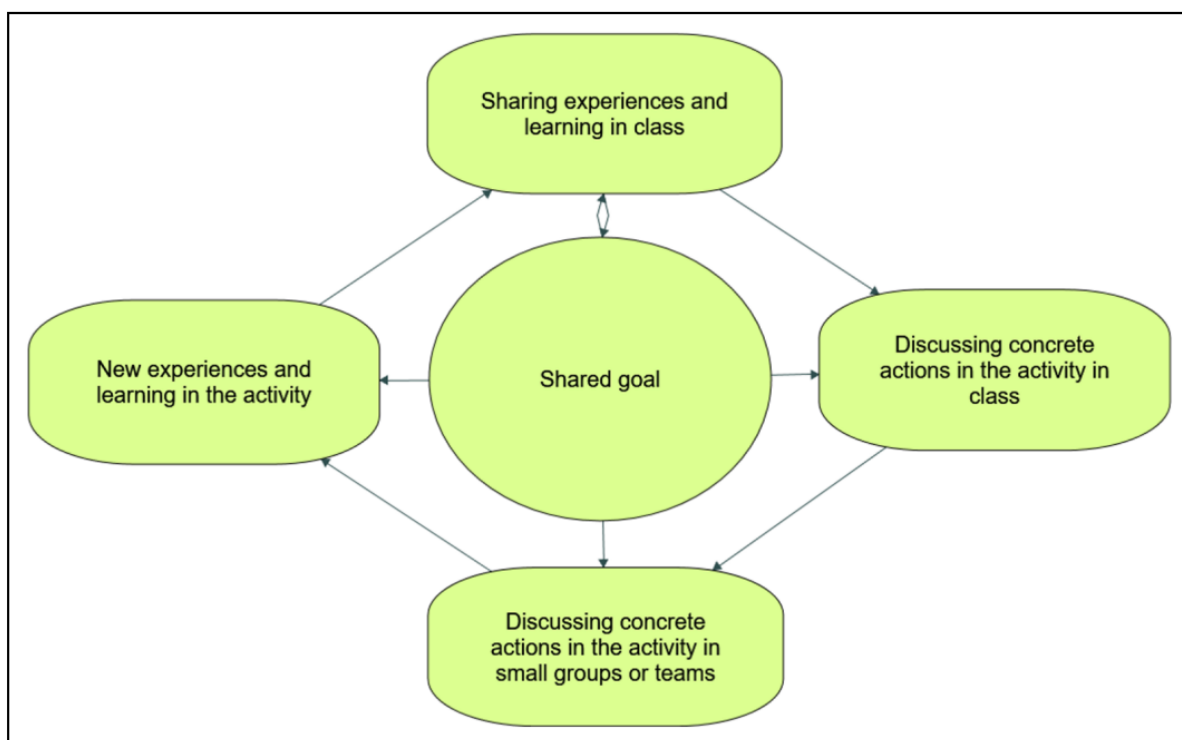 Sharing experiences and
learning in class
New experiences and
learning in the activity
Shared goal
Discussing concrete
actions in the activity in
class
Discussing concrete
actions in the activity in
small groups or teams